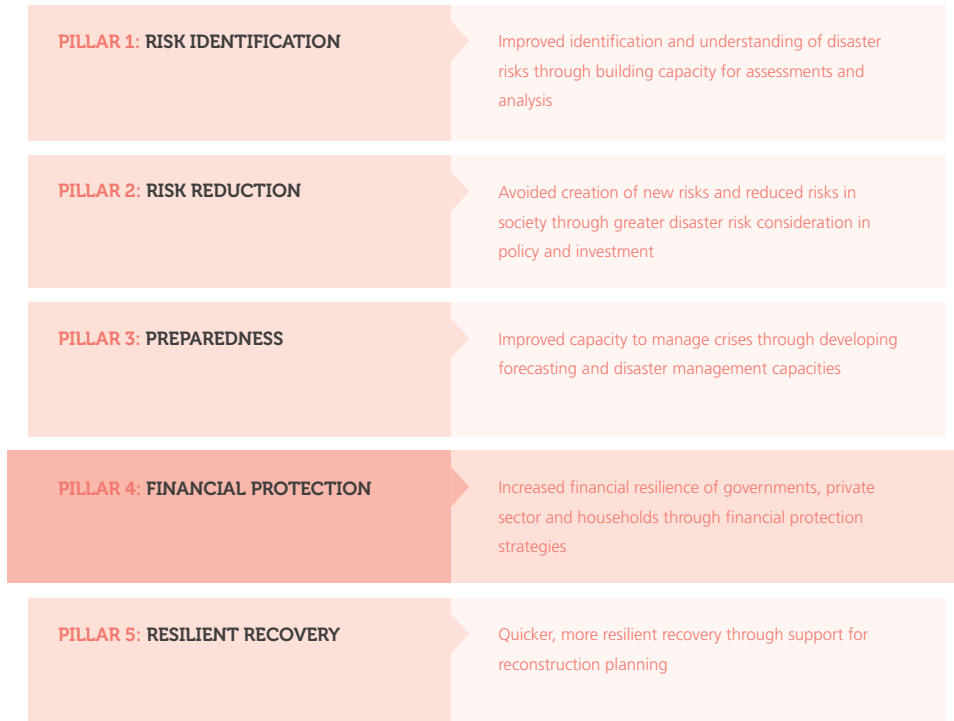 PILLAR 1: RISK IDENTIFICATION
Improved identification and understanding of disaster
risks through building capacity for assessments and
analysis
PILLAR 2: RISK REDUCTION
Avoided creation of new risks and reduced risks in
society through greater disaster risk consideration in
policy and investment
PILLAR 3: PREPAREDNESS
Improved capacity to manage crises through developing
forecasting and disaster management capacities
PILLAR 4: FINANCIAL PROTECTION
Increased financial resilience of governments, private
sector and households through financial protection
strategies
PILLAR 5: RESILIENT RECOVERY
Quicker, more resilient recovery through support for
reconstruction planning